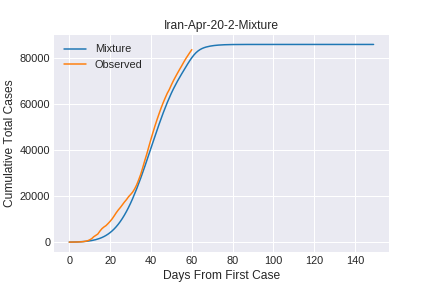 Iran-Apr-20-2-Mixture
Mixture
Observed
Cumulative Total Cases
80000
60000
40000
20000
0
0 20 40 60 80 100 120 140
Days From First Case